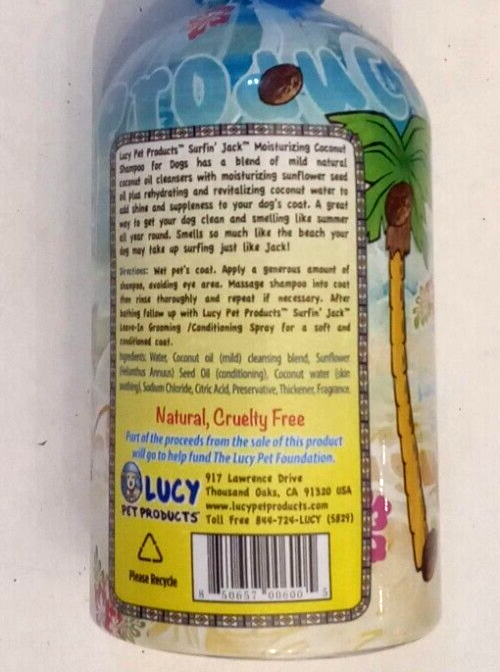 Produc
Lucy Pet Products™ Surfin' Jack™ Moisturizing Coconut
Shampoo for Dogs has a blend of mild natural
coconut oil cleansers with moisturizing sunflower seed
oil plus rehydrating and revitalizing coconut water to
add shine and suppleness to your dog's coat. A great
way to get your dog clean and smelling like summer
all year round. Smells so much like the beach your
dog may take up surfing just like Jack!
Directions: Wet pet's coat. Apply a generous amount of
shampoo, avoiding eye area. Massage shampoo into coat
then rinse thoroughly and repeat if necessary. After
bathing follow up with Lucy Pet Products™ Surfin' Jack™
Leave-In Grooming /Conditioning Spray for a soft and
conditioned coat.
Ingredients: Water, Coconut oil (mild) cleansing blend, Sunflower
(Helianthus Annuus) Seed Oil (conditioning), Coconut water (skin
soothing), Sodium Chloride, Citric Acid, Preservative, Thickener, Fragrance.
Natural, Cruelty Free
Part of the proceeds from the sale of this product
will go to help fund The Lucy Pet Foundation.
LUCY
PET PRODUCTS™
917 Lawrence Drive
Thousand Oaks, CA 91320 USA
www.lucypetproducts.com
Toll Free 844-724-LUCY (5829)
Please Recycle
8 50657 00600 5